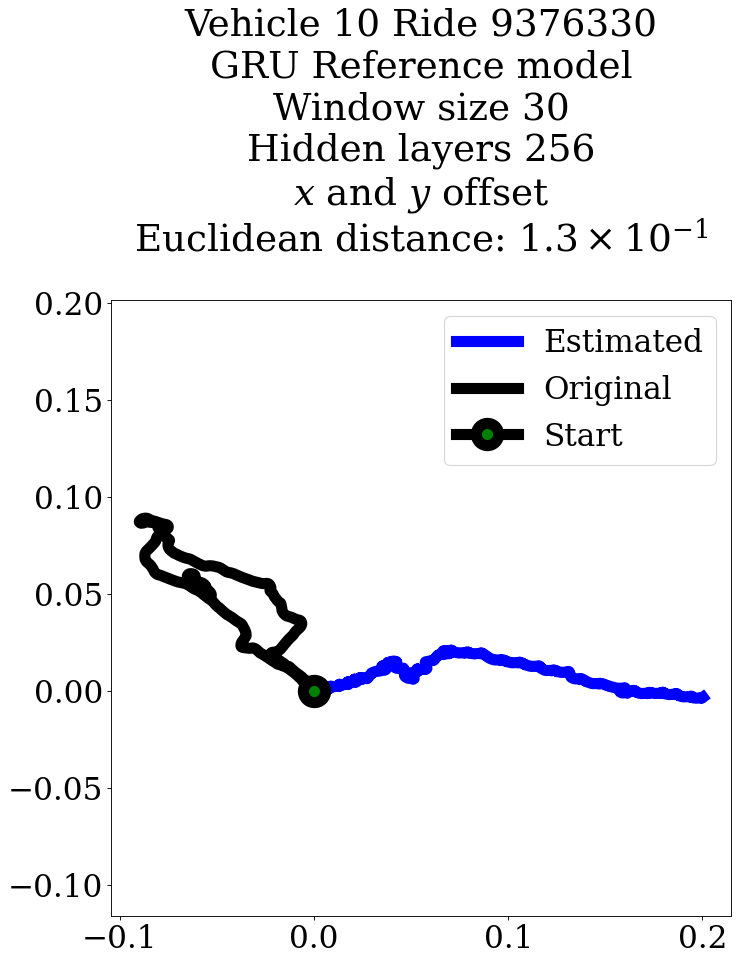 Vehicle 10 Ride 9376330
GRU Reference model
Window size 30
Hidden layers 256
x and y offset
Euclidean distance: 1.3 × 10⁻¹
0.20
0.15
0.10
0.05
0.00
−0.05
−0.10
Estimated
Original
Start
−0.1
0.0
0.1
0.2